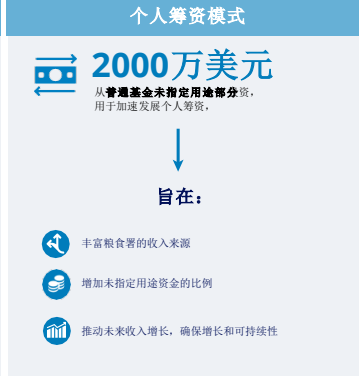 个人筹资模式
2000万美元
从普通基金未指定用途部分资，
用于加速发展个人筹资，
旨在：
丰富粮食署的收入来源
增加未指定用途资金的比例
推动未来收入增长，确保增长和可持续性